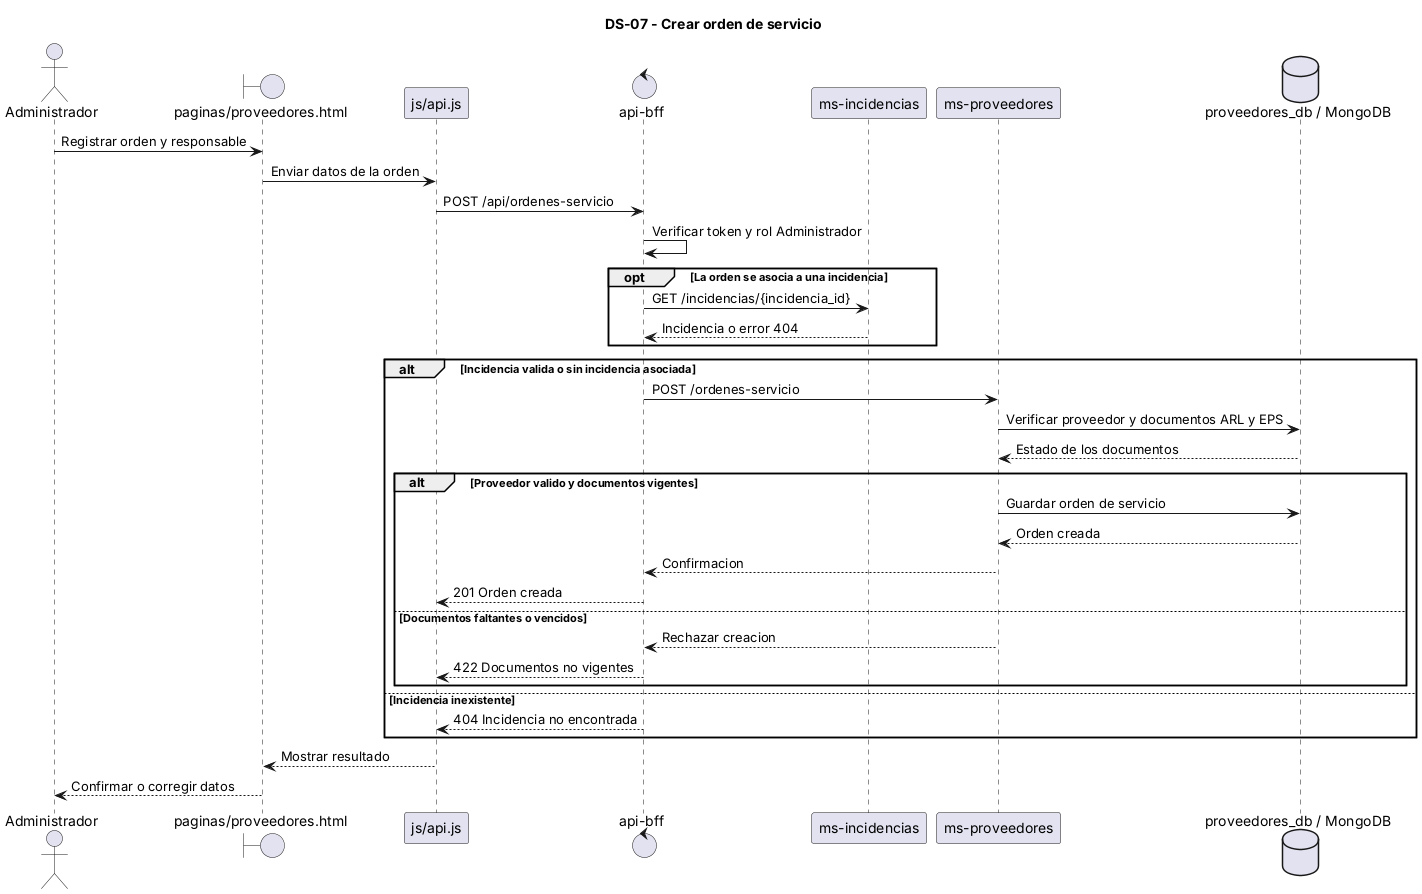 DS-07 - Crear orden de servicio
Administrador
paginas/proveedores.html
js/api.js
api-bff
ms-incidencias
ms-proveedores
proveedores_db / MongoDB
Registrar orden y responsable
Enviar datos de la orden
POST /api/ordenes-servicio
Verificar token y rol Administrador
opt [La orden se asocia a una incidencia]
GET /incidencias/{incidencia_id}
Incidencia o error 404
alt [Incidencia valida o sin incidencia asociada]
POST /ordenes-servicio
Verificar proveedor y documentos ARL y EPS
Estado de los documentos
alt [Proveedor valido y documentos vigentes]
Guardar orden de servicio
Orden creada
Confirmacion
201 Orden creada
[Documentos faltantes o vencidos]
Rechazar creacion
422 Documentos no vigentes
[Incidencia inexistente]
404 Incidencia no encontrada
Mostrar resultado
Confirmar o corregir datos
Administrador
paginas/proveedores.html
js/api.js
api-bff
ms-incidencias
ms-proveedores
proveedores_db / MongoDB